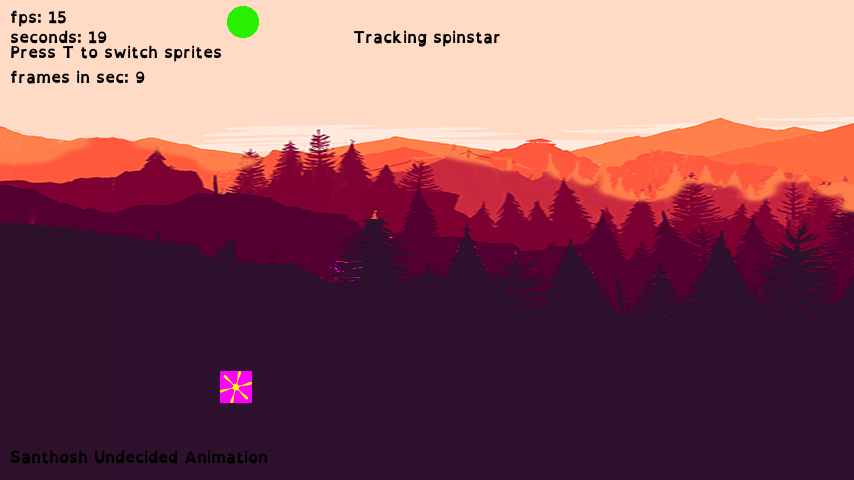 fps: 15
seconds: 19
Press T to switch sprites
frames in sec: 9
Tracking spinstar
Santhosh Undecided Animation